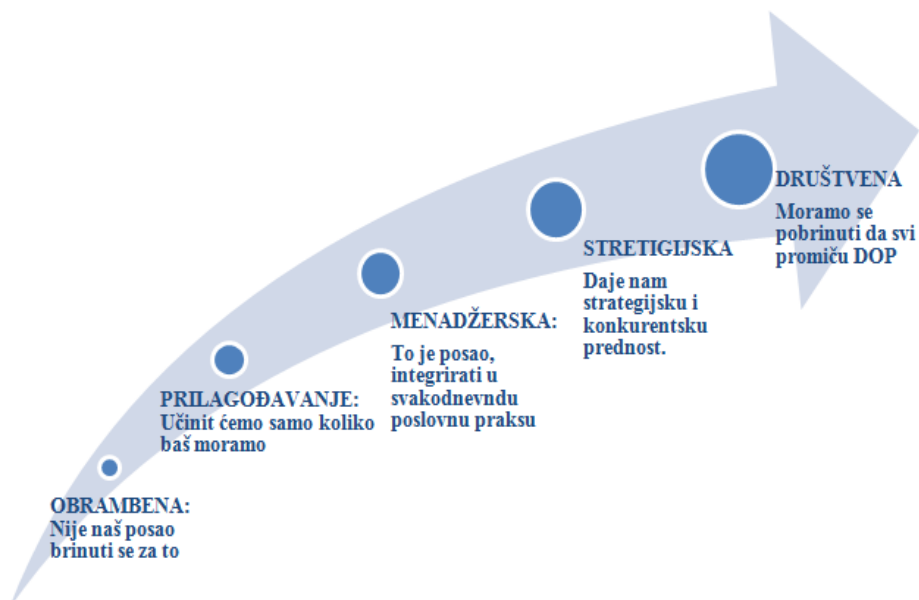 OBRAMBENA:
Nije naš posao
brinuti se za to
PRILAGOĐAVANJE:
Učinit ćemo samo koliko
baš moramo
MENADŽERSKA:
To je posao,
integrirati u
svakodnevndu
poslovnu praksu
STRETIGIJSKA
Daje nam
strategijsku i
konkurentsku
prednost.
DRUŠTVENA
Moramo se
pobrinuti da svi
promiču DOP